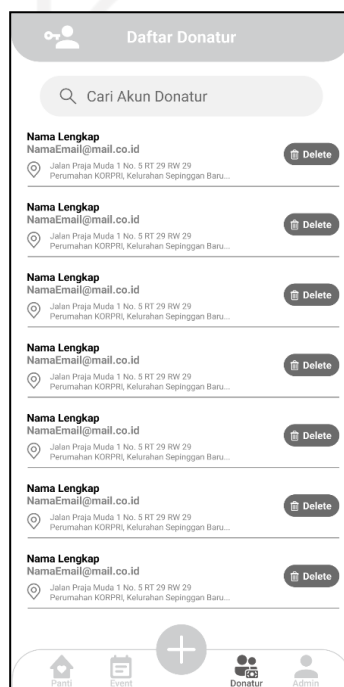 Daftar Donatur
Cari Akun Donatur
Nama Lengkap
NamaEmail@mail.co.id
Jalan Praja Muda 1 No. 5 RT 29 RW 29
Perumahan KORPRI, Kelurahan Sepinggan Baru...
Delete
Nama Lengkap
NamaEmail@mail.co.id
Jalan Praja Muda 1 No. 5 RT 29 RW 29
Perumahan KORPRI, Kelurahan Sepinggan Baru...
Delete
Nama Lengkap
NamaEmail@mail.co.id
Jalan Praja Muda 1 No. 5 RT 29 RW 29
Perumahan KORPRI, Kelurahan Sepinggan Baru...
Delete
Nama Lengkap
NamaEmail@mail.co.id
Jalan Praja Muda 1 No. 5 RT 29 RW 29
Perumahan KORPRI, Kelurahan Sepinggan Baru...
Delete
Nama Lengkap
NamaEmail@mail.co.id
Jalan Praja Muda 1 No. 5 RT 29 RW 29
Perumahan KORPRI, Kelurahan Sepinggan Baru...
Delete
Nama Lengkap
NamaEmail@mail.co.id
Jalan Praja Muda 1 No. 5 RT 29 RW 29
Perumahan KORPRI, Kelurahan Sepinggan Baru...
Delete
Nama Lengkap
NamaEmail@mail.co.id
Jalan Praja Muda 1 No. 5 RT 29 RW 29
Perumahan KORPRI, Kelurahan Sepinggan Baru...
Delete
Panti Event Donatur Admin